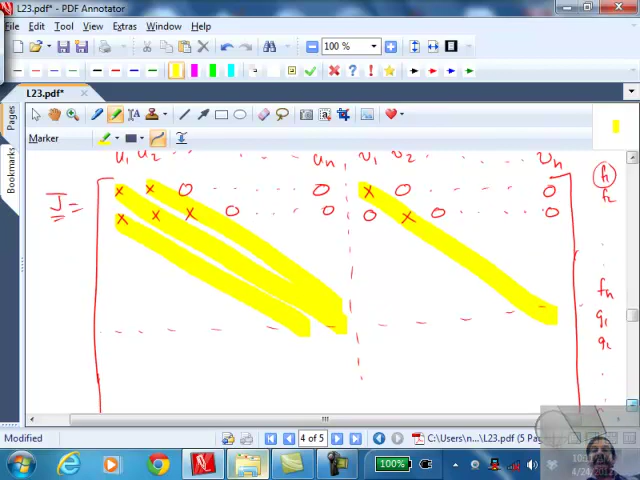 L23.pdf* - PDF Annotator
File Edit View Extras Window Help
100 %
L23.pdf*
Marker
Pages
Bookmarks
u1 u2 . . . . . . un v1 v2 . . . . . vn
J = x x 0 - - - - 0 x 0 - - - - 0 f1
x x x 0 - - - - 0 0 x 0 - - - - 0 f2
fn
g1
g2
Modified
4 of 5
C:\Users\n...\L23.pdf (5 Pag
100%